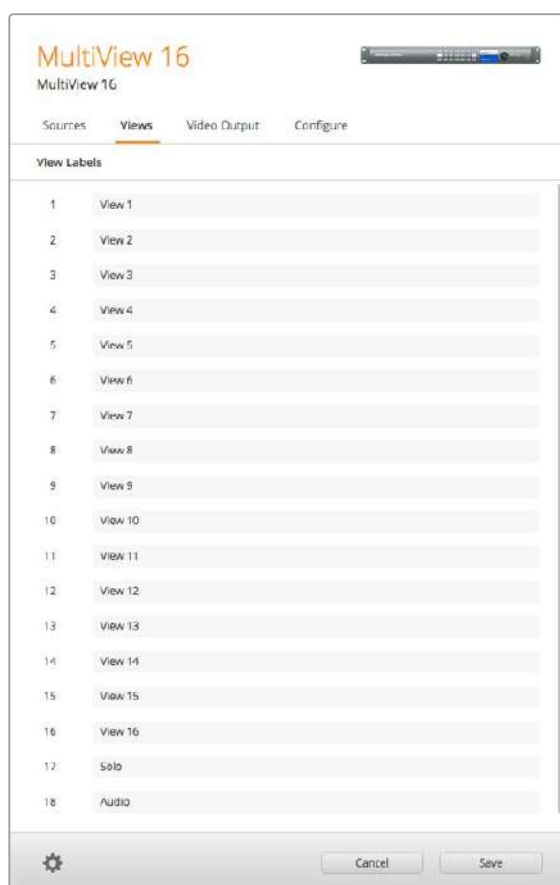 MultiView 16
MultiView 16
Sources Views Video Output Configure
View Labels
1 View 1
2 View 2
3 View 3
4 View 4
5 View 5
6 View 6
7 View 7
8 View 8
9 View 9
10 View 10
11 View 11
12 View 12
13 View 13
14 View 14
15 View 15
16 View 16
17 Solo
18 Audio
Cancel Save